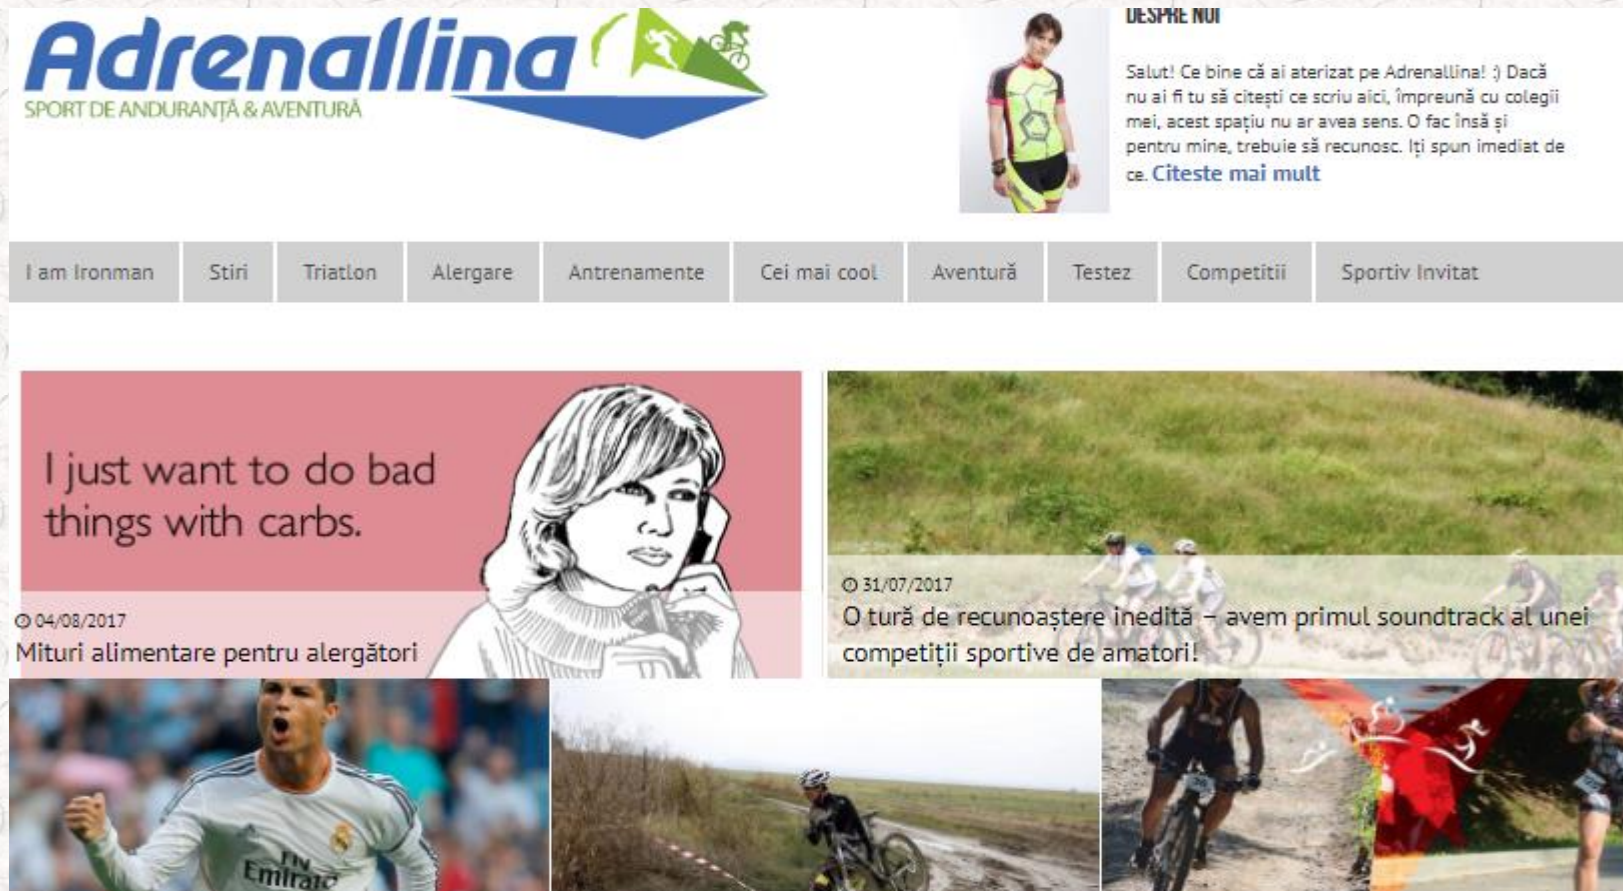 Adrenallina
SPORT DE ANDURANȚĂ & AVENTURĂ
DESPRE NOI
Salut! Ce bine că ai aterizat pe Adrenallina! :) Dacă
nu ai fi tu să citești ce scriu aici, împreună cu colegii
mei, acest spațiu nu ar avea sens. O fac însă și
pentru mine, trebuie să recunosc. Iți spun imediat de
ce. Citeste mai mult
I am Ironman
Stiri
Triatlon
Alergare
Antrenamente
Cei mai cool
Aventură
Testez
Competitii
Sportiv Invitat
I just want to do bad
things with carbs.
04/08/2017
Mituri alimentare pentru alergători
31/07/2017
O tură de recunoaștere inedită – avem primul soundtrack al unei
competiții sportive de amatori!